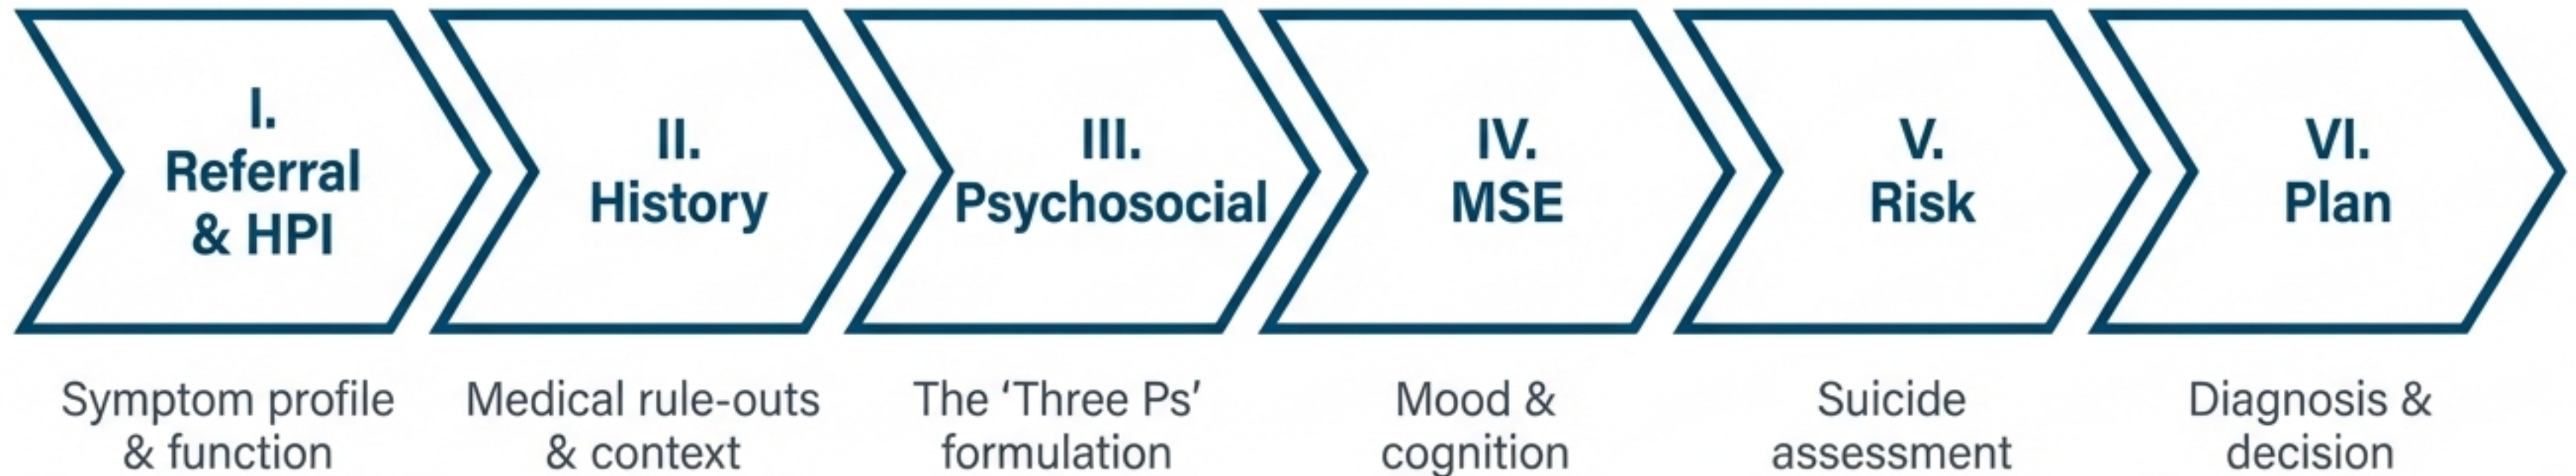 I.
Referral
& HPI
II.
History
III.
Psychosocial
IV.
MSE
V.
Risk
VI.
Plan
Symptom profile
& function
Medical rule-outs
& context
The ‘Three Ps’
formulation
Mood &
cognition
Suicide
assessment
Diagnosis &
decision